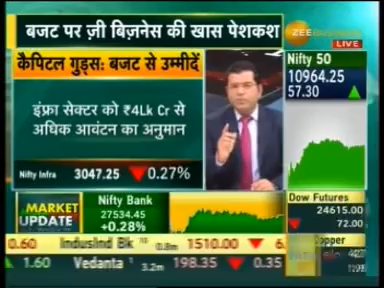 बजट पर ज़ी बिज़नेस की खास पेशकश
ZEE BUSINESS
LIVE
कैपिटल गुड्स: बजट से उम्मीदें
Nifty 50
10964.25
57.30
इंफ्रा सेक्टर को ₹4Lk Cr से
अधिक आवंटन का अनुमान
Nifty Infra 3047.25 0.27%
MARKET
UPDATE
Nifty Bank
27534.45
+0.28%
Dow Futures
24615.00
72.00
0.60 IndusInd Bk 0.8m 1510.00 6.
Copper
1.60 Vedanta 3.2m 198.35 0.35